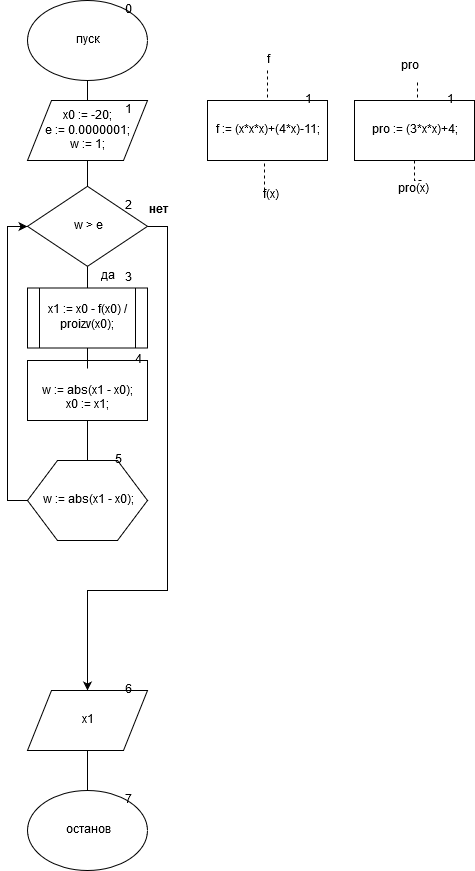 0
пуск
1
x0 := -20;
e := 0.0000001;
w := 1;
2
w > e
нет
да
3
x1 := x0 - f(x0) /
proizv(x0);
4
w := abs(x1 - x0);
x0 := x1;
5
w := abs(x1 - x0);
6
x1
7
останов
f
1
f := (x*x*x)+(4*x)-11;
f(x)
pro
1
pro := (3*x*x)+4;
pro(x)